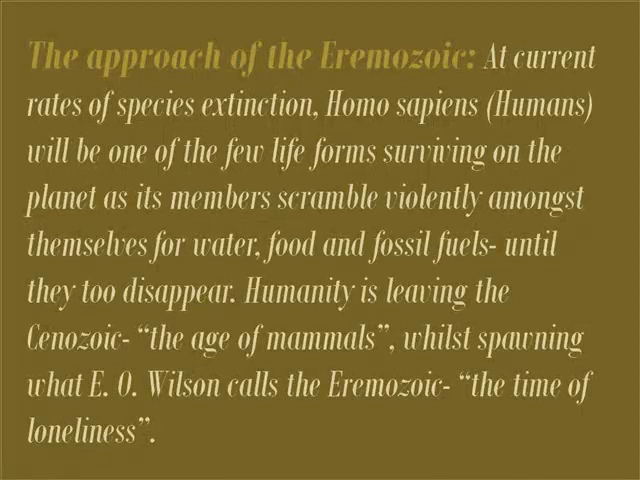 The approach of the Eremozoic: At current
rates of species extinction, Homo sapiens (Humans)
will be one of the few life forms surviving on the
planet as its members scramble violently amongst
themselves for water, food and fossil fuels- until
they too disappear. Humanity is leaving the
Cenozoic- “the age of mammals”, whilst spawning
what E. O. Wilson calls the Eremozoic- “the time of
loneliness”.